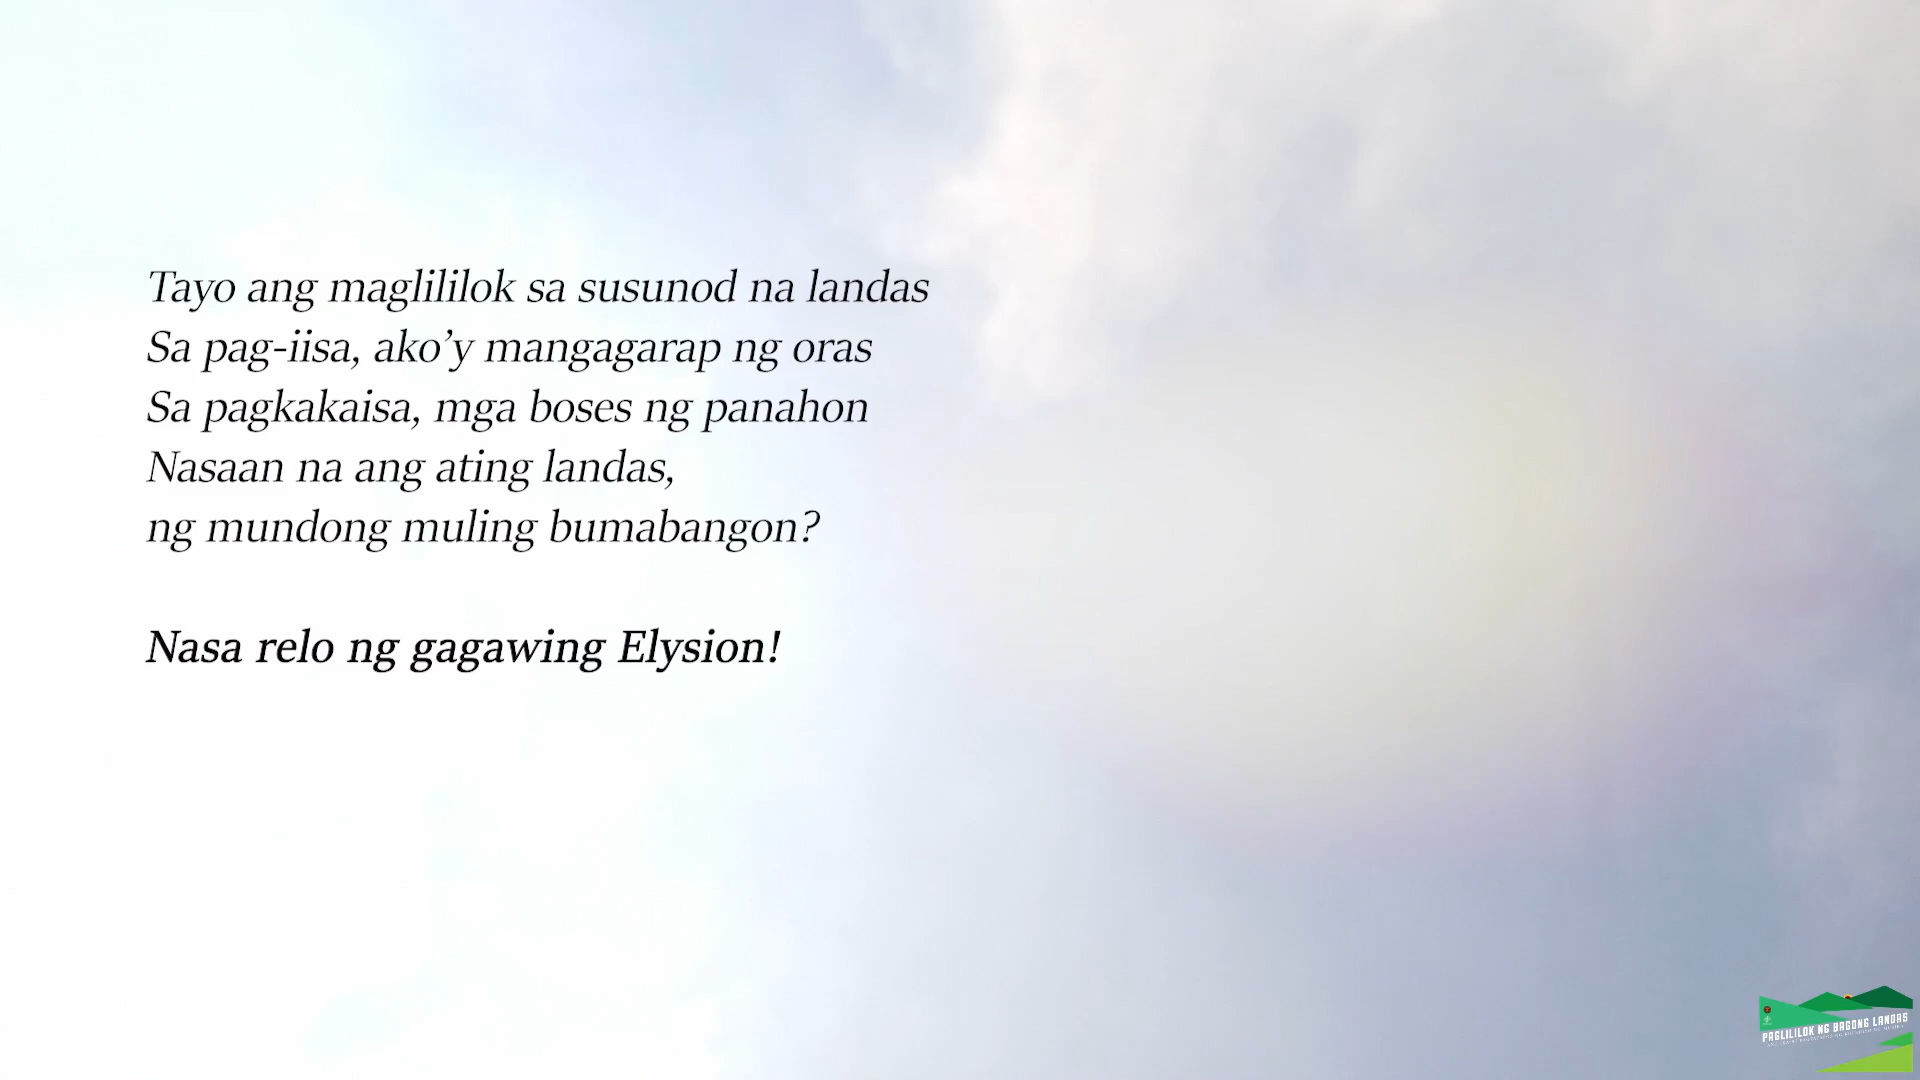 Tayo ang maglililok sa susunod na landas
Sa pag-iisa, ako’y mangagarap ng oras
Sa pagkakaisa, mga boses ng panahon
Nasaan na ang ating landas,
ng mundong muling bumabangon?
Nasa relo ng gagawing Elysion!
PAGLILILOK NG BAGONG LANDAS